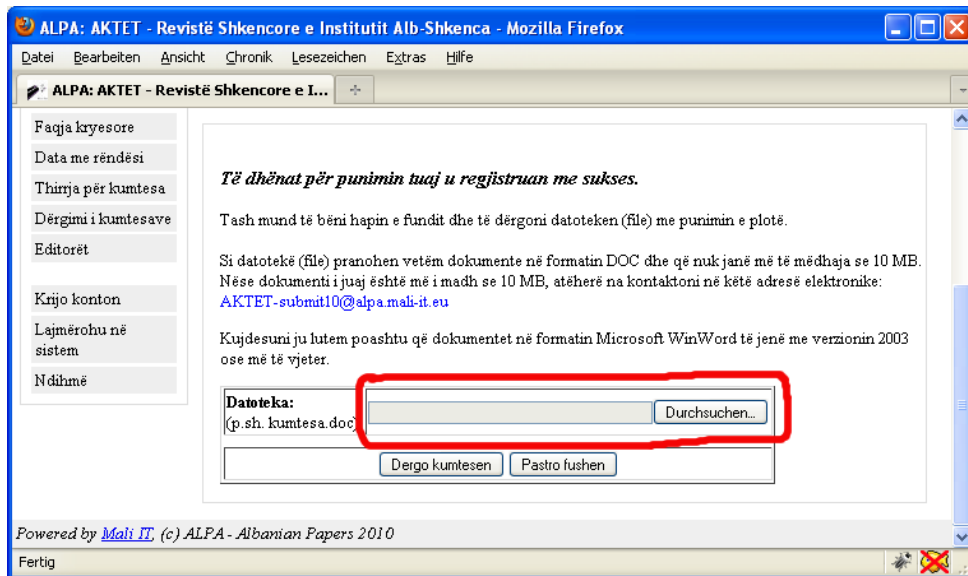 ALPA: AKTET - Revistë Shkencore e Institutit Alb-Shkenca - Mozilla Firefox
Datei Bearbeiten Ansicht Chronik Lesezeichen Extras Hilfe
ALPA: AKTET - Revistë Shkencore e I...
Faqja kryesore
Data me rëndësi
Thirrja për kumtesa
Dërgimi i kumtesave
Editorët
Krijo konton
Lajmërohu në
sistem
Ndihmë
Të dhënat për punimin tuaj u regjistruan me sukses.
Tash mund të bëni hapin e fundit dhe të dërgoni datoteken (file) me punimin e plotë.
Si datotekë (file) pranohen vetëm dokumente në formatin DOC dhe që nuk janë më të mëdhaja se 10 MB.
Nëse dokumenti i juaj është më i madh se 10 MB, atëherë na kontaktoni në këtë adresë elektronike:
AKTET-submit10@alpa.mali-it.eu
Kujdesuni ju lutem poashtu që dokumentet në formatin Microsoft WinWord të jenë me verzionin 2003
ose më të vjeter.
Datoteka:
(p.sh. kumtesa.doc)
Durchsuchen...
Dergo kumtesen Pastro fushen
Powered by Mali IT, (c) ALPA - Albanian Papers 2010
Fertig